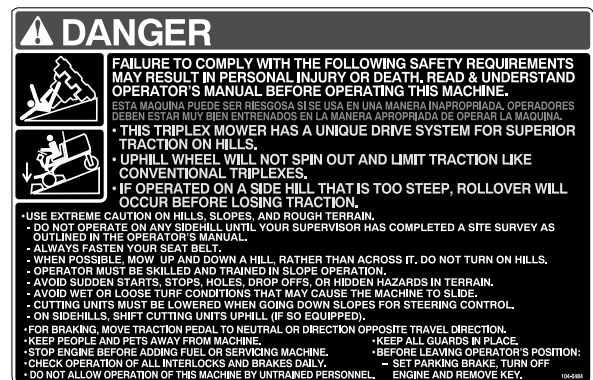 DANGER
FAILURE TO COMPLY WITH THE FOLLOWING SAFETY REQUIREMENTS
MAY RESULT IN PERSONAL INJURY OR DEATH. READ & UNDERSTAND
OPERATOR'S MANUAL BEFORE OPERATING THIS MACHINE.
ESTA MAQUINA PUEDE SER RIESGOSA SI SE USA EN UNA MANERA INAPROPRIADA. OPERADORES
DEBEN ESTAR MUY BIEN ENTRENADOS EN LA MANERA APROPRIADA DE OPERAR LA MAQUINA.
• THIS TRIPLEX MOWER HAS A UNIQUE DRIVE SYSTEM FOR SUPERIOR
TRACTION ON HILLS.
• UPHILL WHEEL WILL NOT SPIN OUT AND LIMIT TRACTION LIKE
CONVENTIONAL TRIPLEXES.
• IF OPERATED ON A SIDE HILL THAT IS TOO STEEP, ROLLOVER WILL
OCCUR BEFORE LOSING TRACTION.
• USE EXTREME CAUTION ON HILLS, SLOPES, AND ROUGH TERRAIN.
- DO NOT OPERATE ON ANY SIDEHILL UNTIL YOUR SUPERVISOR HAS COMPLETED A SITE SURVEY AS
OUTLINED IN THE OPERATOR'S MANUAL.
- ALWAYS FASTEN YOUR SEAT BELT.
- WHEN POSSIBLE, MOW UP AND DOWN A HILL, RATHER THAN ACROSS IT. DO NOT TURN ON HILLS.
- OPERATOR MUST BE SKILLED AND TRAINED IN SLOPE OPERATION.
- AVOID SUDDEN STARTS, STOPS, HOLES, DROP OFFS, OR HIDDEN HAZARDS IN TERRAIN.
- AVOID WET OR LOOSE TURF CONDITIONS THAT MAY CAUSE THE MACHINE TO SLIDE.
- CUTTING UNITS MUST BE LOWERED WHEN GOING DOWN SLOPES FOR STEERING CONTROL.
- ON SIDEHILLS, SHIFT CUTTING UNITS UPHILL (IF SO EQUIPPED).
• FOR BRAKING, MOVE TRACTION PEDAL TO NEUTRAL OR DIRECTION OPPOSITE TRAVEL DIRECTION.
• KEEP PEOPLE AND PETS AWAY FROM MACHINE.
• STOP ENGINE BEFORE ADDING FUEL OR SERVICING MACHINE.
• CHECK OPERATION OF ALL INTERLOCKS AND BRAKES DAILY.
• DO NOT ALLOW OPERATION OF THIS MACHINE BY UNTRAINED PERSONNEL.
• KEEP ALL GUARDS IN PLACE.
• BEFORE LEAVING OPERATOR'S POSITION:
– SET PARKING BRAKE, TURN OFF
ENGINE AND REMOVE KEY.
104-0484